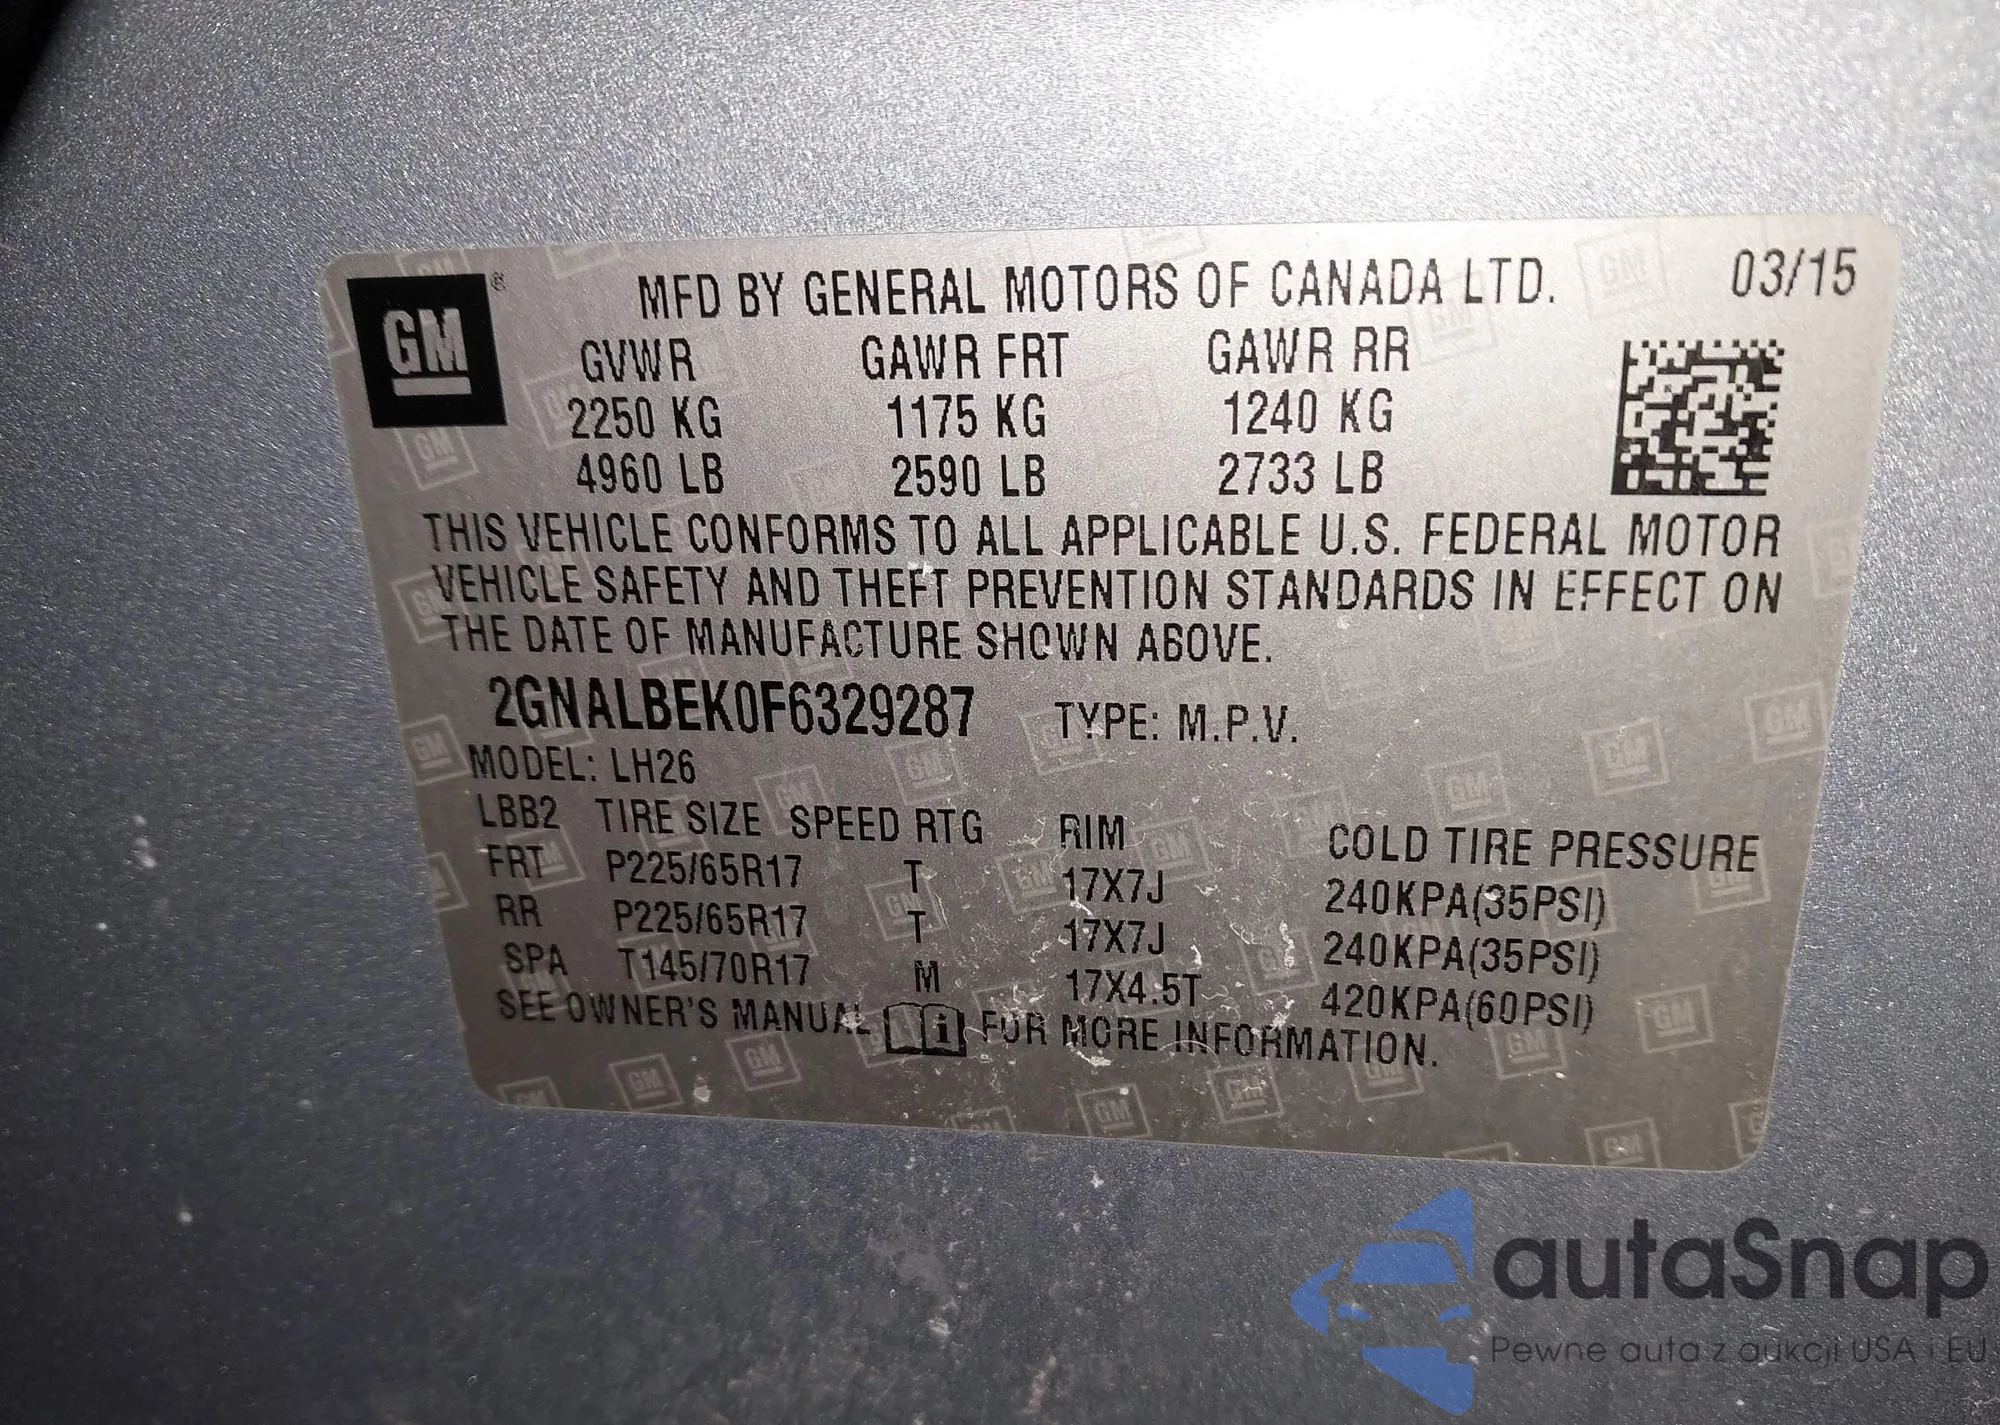 GM ®
MFD BY GENERAL MOTORS OF CANADA LTD. 03/15
GVWR GAWR FRT GAWR RR
2250 KG 1175 KG 1240 KG
4960 LB 2590 LB 2733 LB
THIS VEHICLE CONFORMS TO ALL APPLICABLE U.S. FEDERAL MOTOR
VEHICLE SAFETY AND THEFT PREVENTION STANDARDS IN EFFECT ON
THE DATE OF MANUFACTURE SHOWN ABOVE.
2GNALBEK0F6329287 TYPE: M.P.V.
MODEL: LH26
LBB2 TIRE SIZE SPEED RTG RIM COLD TIRE PRESSURE
FRT P225/65R17 T 17X7J 240KPA(35PSI)
RR P225/65R17 T 17X7J 240KPA(35PSI)
SPA T145/70R17 M 17X4.5T 420KPA(60PSI)
SEE OWNER'S MANUAL i FOR MORE INFORMATION.
autaSnap
Pewne auta z aukcji USA i EU